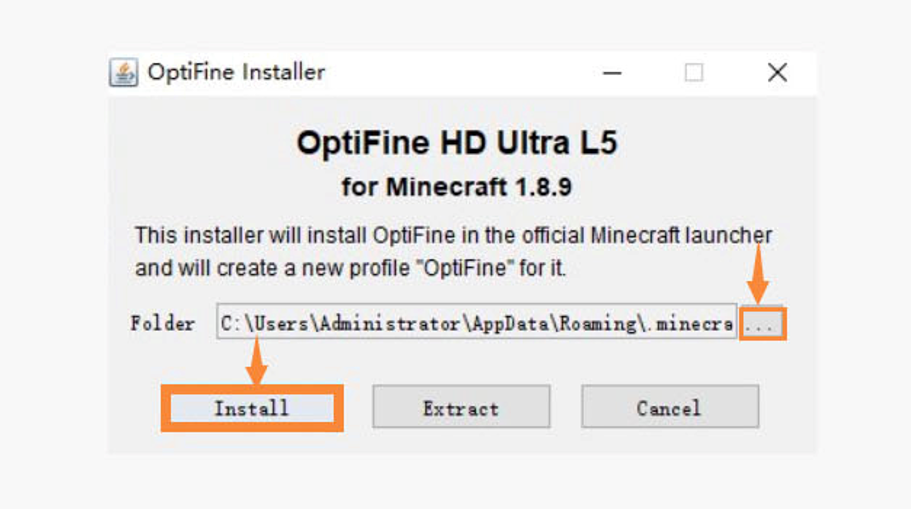 OptiFine Installer
OptiFine HD Ultra L5
for Minecraft 1.8.9
This installer will install OptiFine in the official Minecraft launcher
and will create a new profile "OptiFine" for it.
Folder C:\Users\Administrator\AppData\Roaming\.minecra ...
Install Extract Cancel